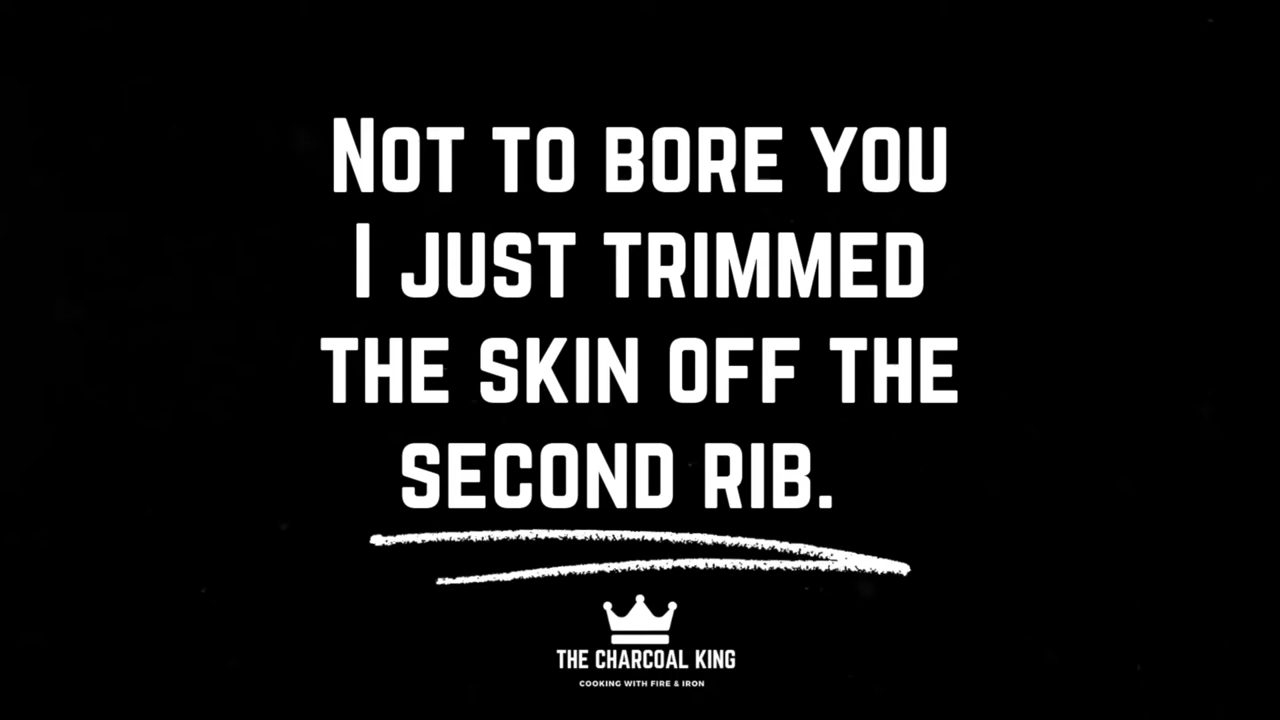 Not to bore you
I just trimmed
the skin off the
second rib.
THE CHARCOAL KING
COOKING WITH FIRE & IRON